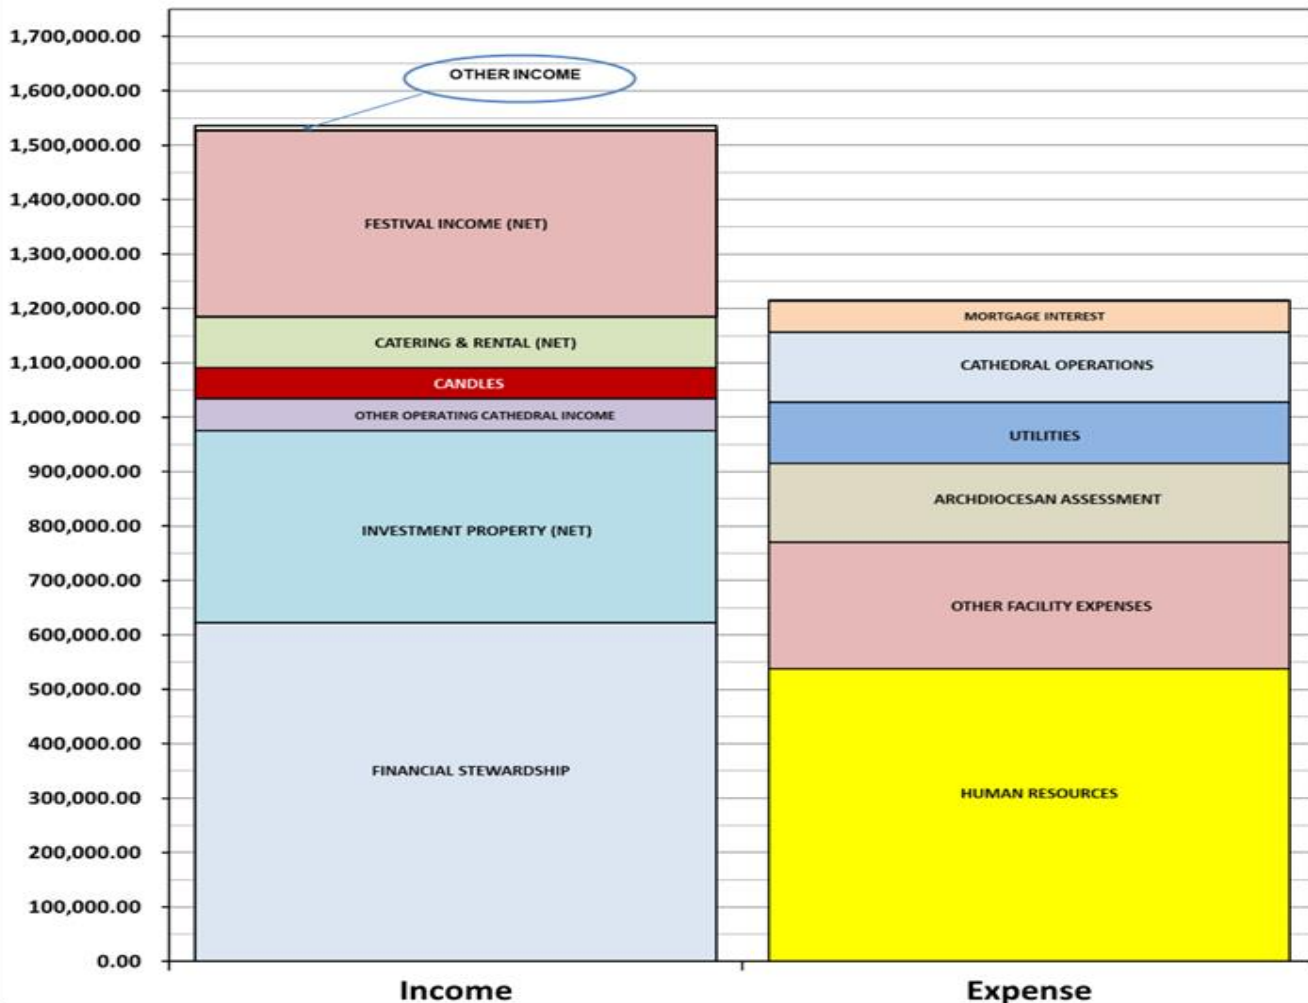 1,700,000.00
1,600,000.00
1,500,000.00
1,400,000.00
1,300,000.00
1,200,000.00
1,100,000.00
1,000,000.00
900,000.00
800,000.00
700,000.00
600,000.00
500,000.00
400,000.00
300,000.00
200,000.00
100,000.00
0.00
OTHER INCOME
FESTIVAL INCOME (NET)
CATERING & RENTAL (NET)
CANDLES
OTHER OPERATING CATHEDRAL INCOME
INVESTMENT PROPERTY (NET)
FINANCIAL STEWARDSHIP
MORTGAGE INTEREST
CATHEDRAL OPERATIONS
UTILITIES
ARCHDIOCESAN ASSESSMENT
OTHER FACILITY EXPENSES
HUMAN RESOURCES
Income
Expense